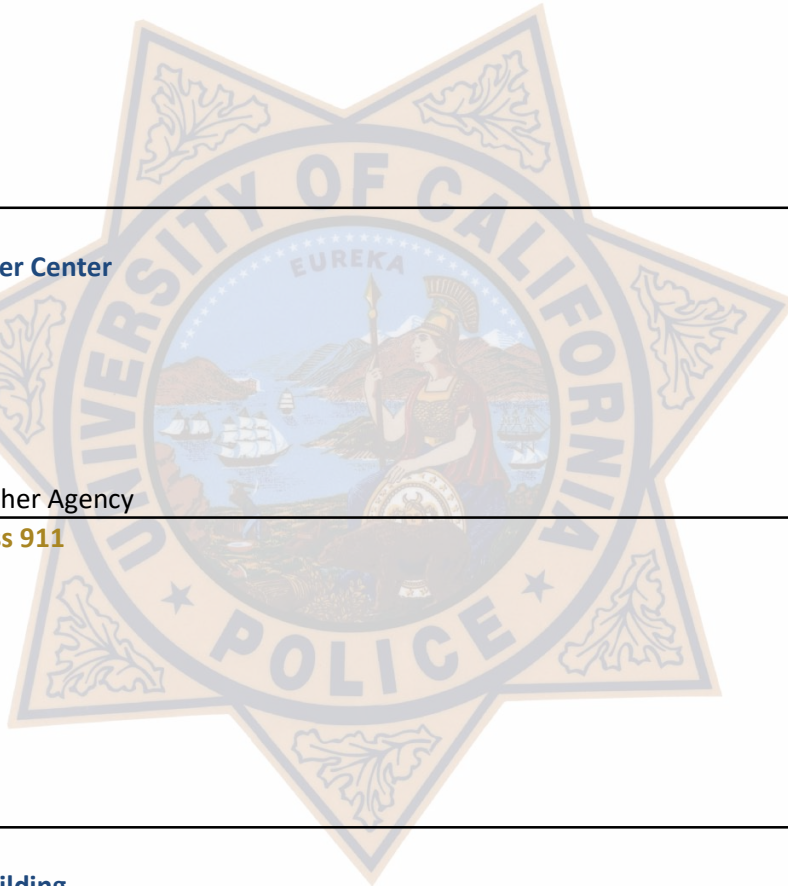 UNIVERSITY OF CALIFORNIA
EUREKA
er Center
her Agency
s 911
POLICE
ilding